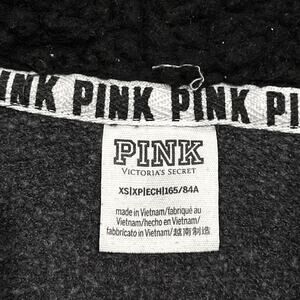 INK PINK PINK PINK PINK
PINK
VICTORIA'S SECRET
XS|XP|ECH|165/84A
made in Vietnam/fabriqué au
Vietnam/hecho en Vietnam/
fabbricato in Vietnam/越南制造